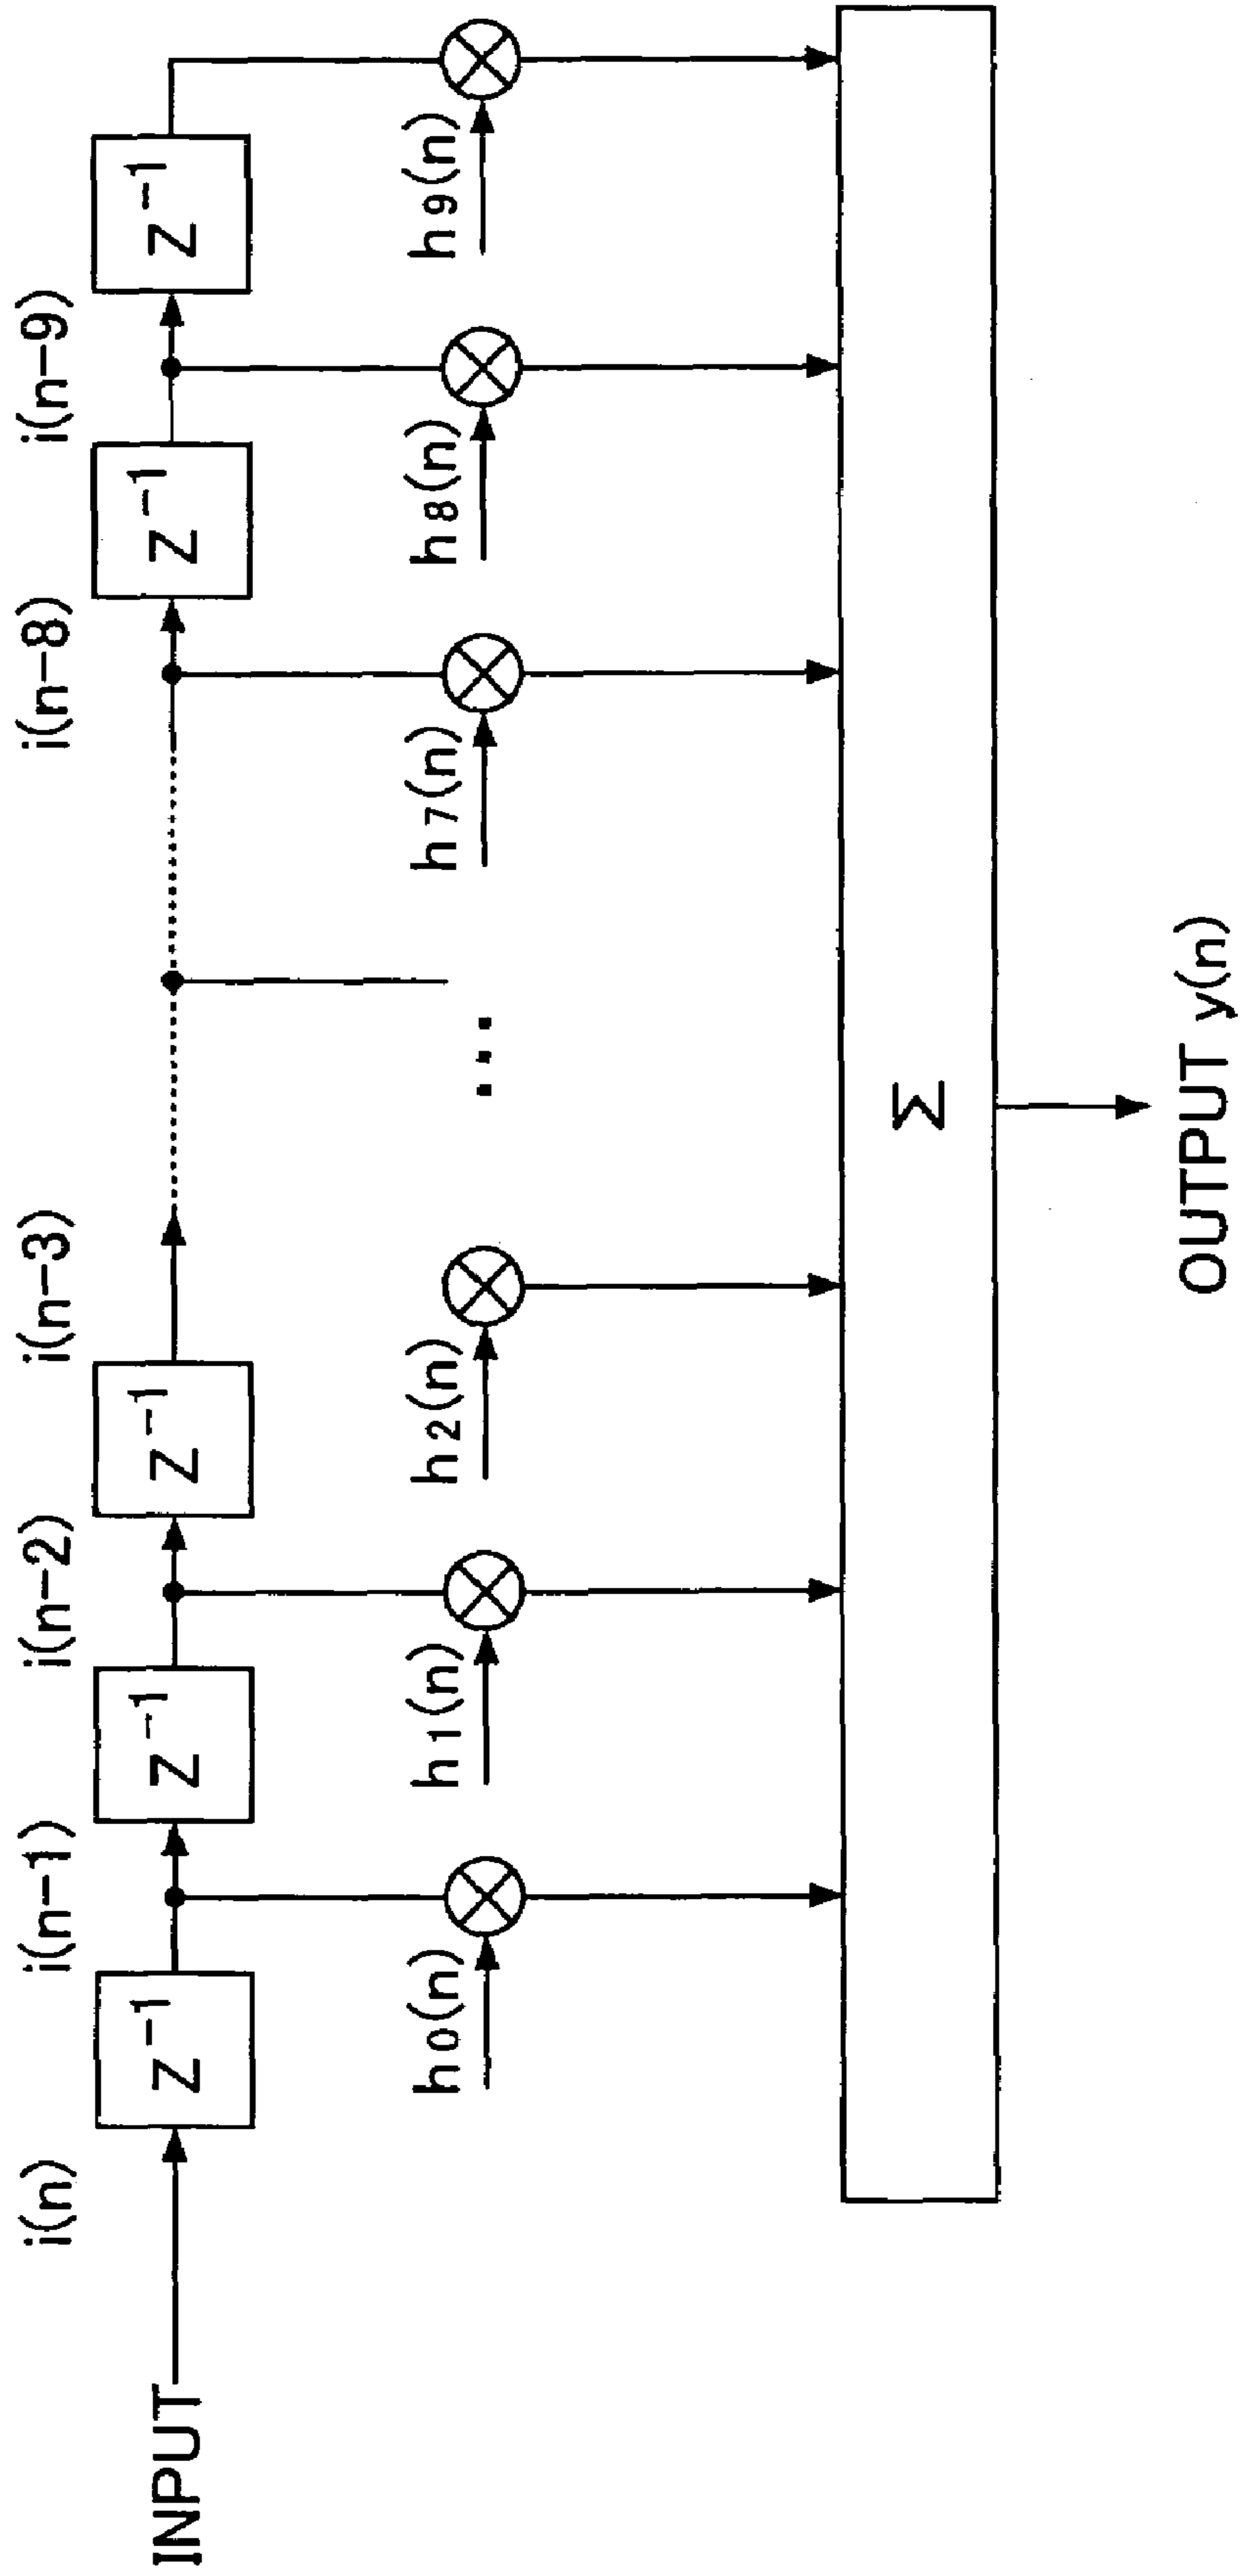 i(n) i(n-1) i(n-2) i(n-3) i(n-8) i(n-9)
INPUT Z⁻¹ Z⁻¹ Z⁻¹ Z⁻¹ Z⁻¹
h0(n) h1(n) h2(n) ... h7(n) h8(n) h9(n)
Σ
OUTPUT y(n)